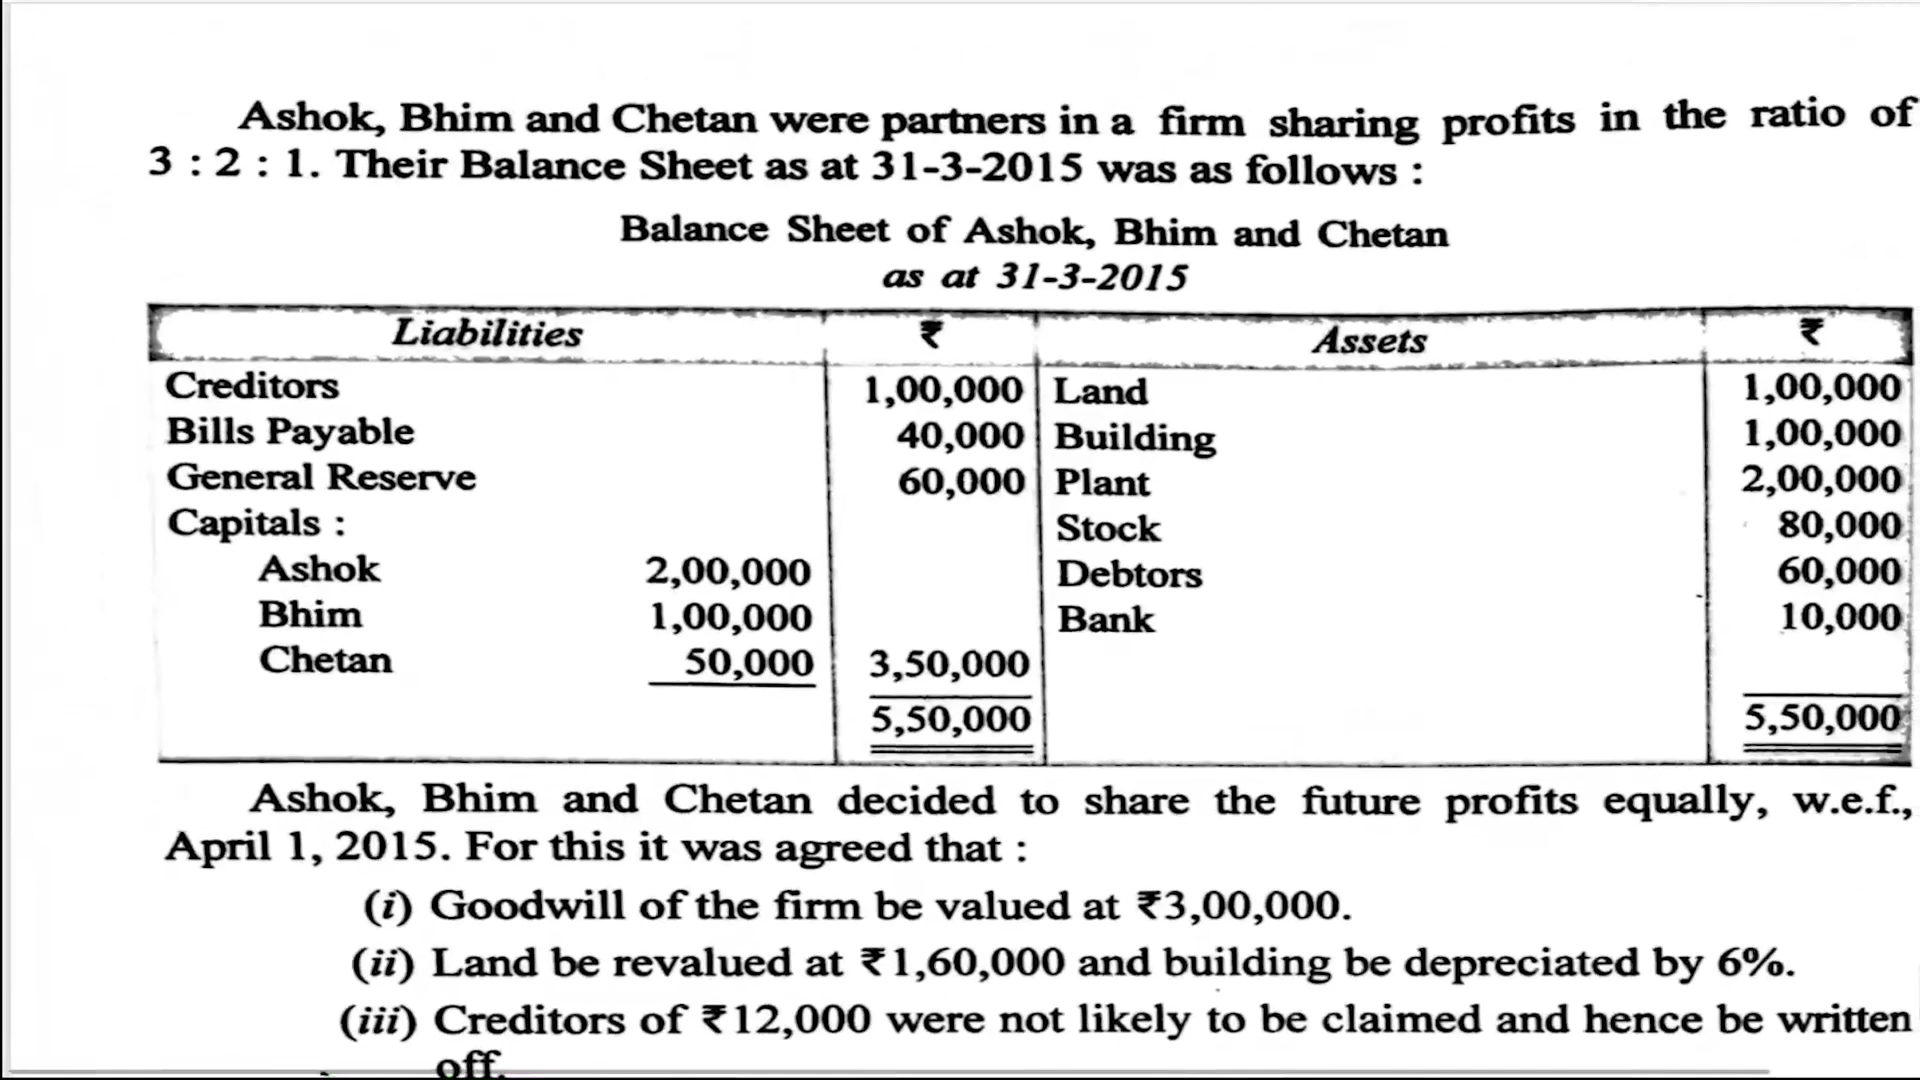 Ashok, Bhim and Chetan were partners in a firm sharing profits in the ratio of
3 : 2 : 1. Their Balance Sheet as at 31-3-2015 was as follows :
Balance Sheet of Ashok, Bhim and Chetan
as at 31-3-2015
Liabilities ₹ Assets ₹
Creditors 1,00,000 Land 1,00,000
Bills Payable 40,000 Building 1,00,000
General Reserve 60,000 Plant 2,00,000
Capitals : Stock 80,000
Ashok 2,00,000 Debtors 60,000
Bhim 1,00,000 Bank 10,000
Chetan 50,000 3,50,000
5,50,000 5,50,000
Ashok, Bhim and Chetan decided to share the future profits equally, w.e.f.,
April 1, 2015. For this it was agreed that :
(i) Goodwill of the firm be valued at ₹3,00,000.
(ii) Land be revalued at ₹1,60,000 and building be depreciated by 6%.
(iii) Creditors of ₹12,000 were not likely to be claimed and hence be written
off.